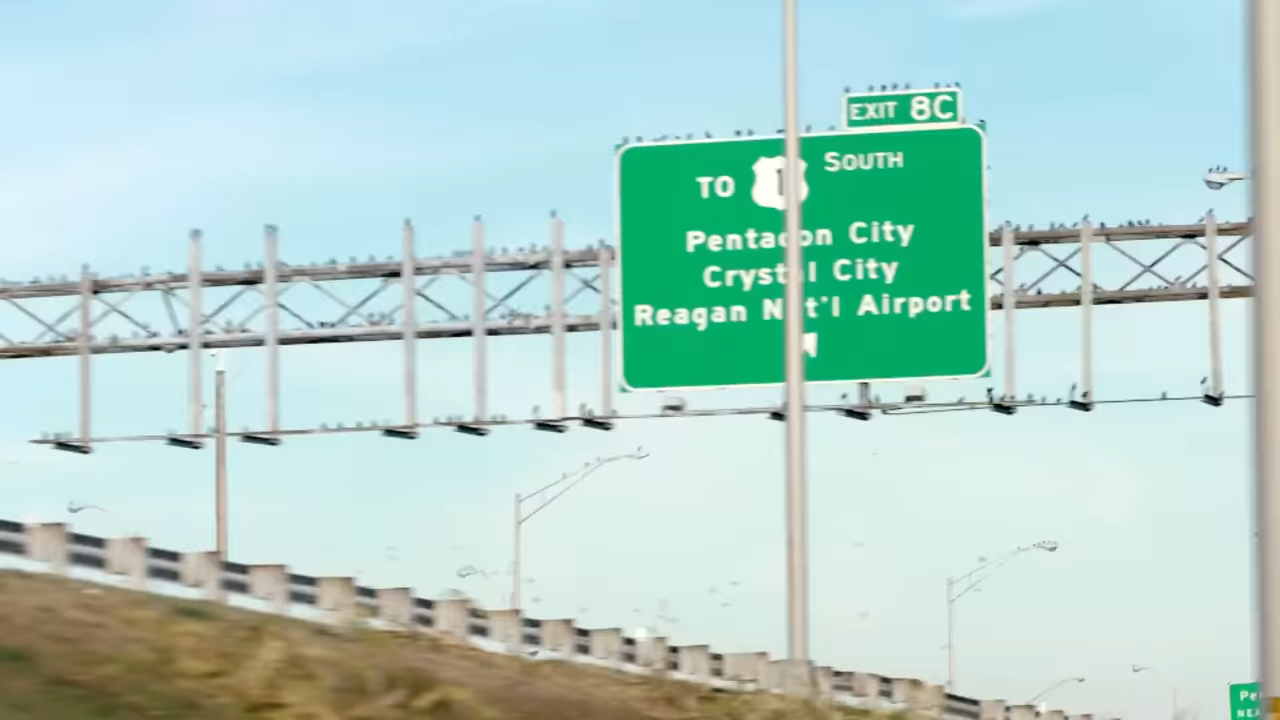 EXIT 8C
TO 1 SOUTH
Pentagon City
Crystal City
Reagan Nat'l Airport